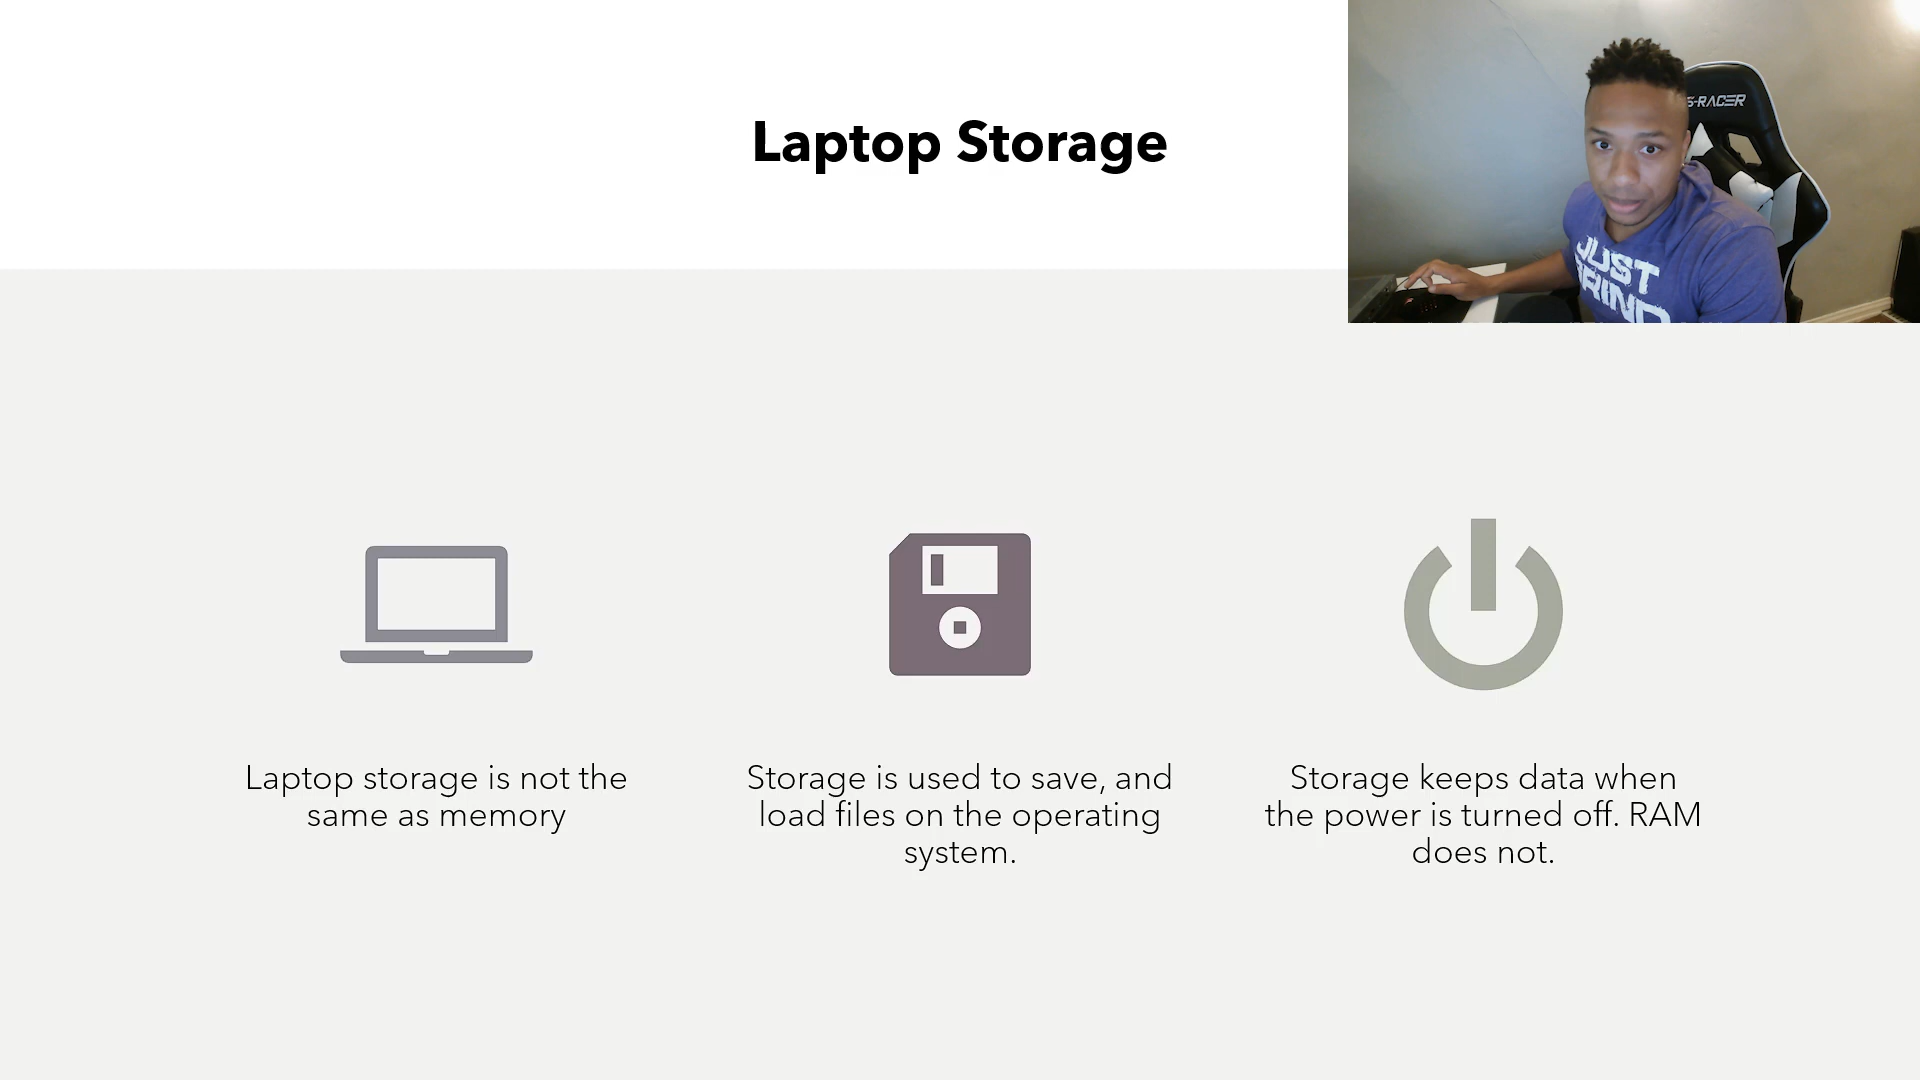 Laptop Storage
S-RACER
JUST
GRIND
Laptop storage is not the
same as memory
Storage is used to save, and
load files on the operating
system.
Storage keeps data when
the power is turned off. RAM
does not.